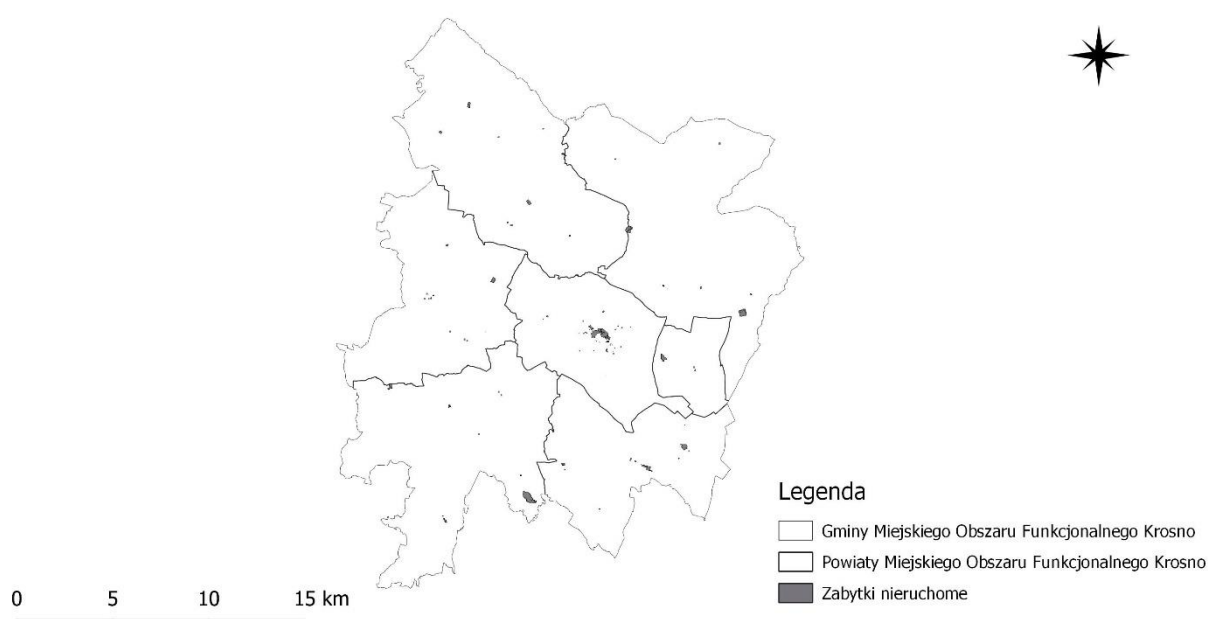 Legenda
Gminy Miejskiego Obszaru Funkcjonalnego Krosno
Powiaty Miejskiego Obszaru Funkcjonalnego Krosno
Zabytki nieruchome
0 5 10 15 km